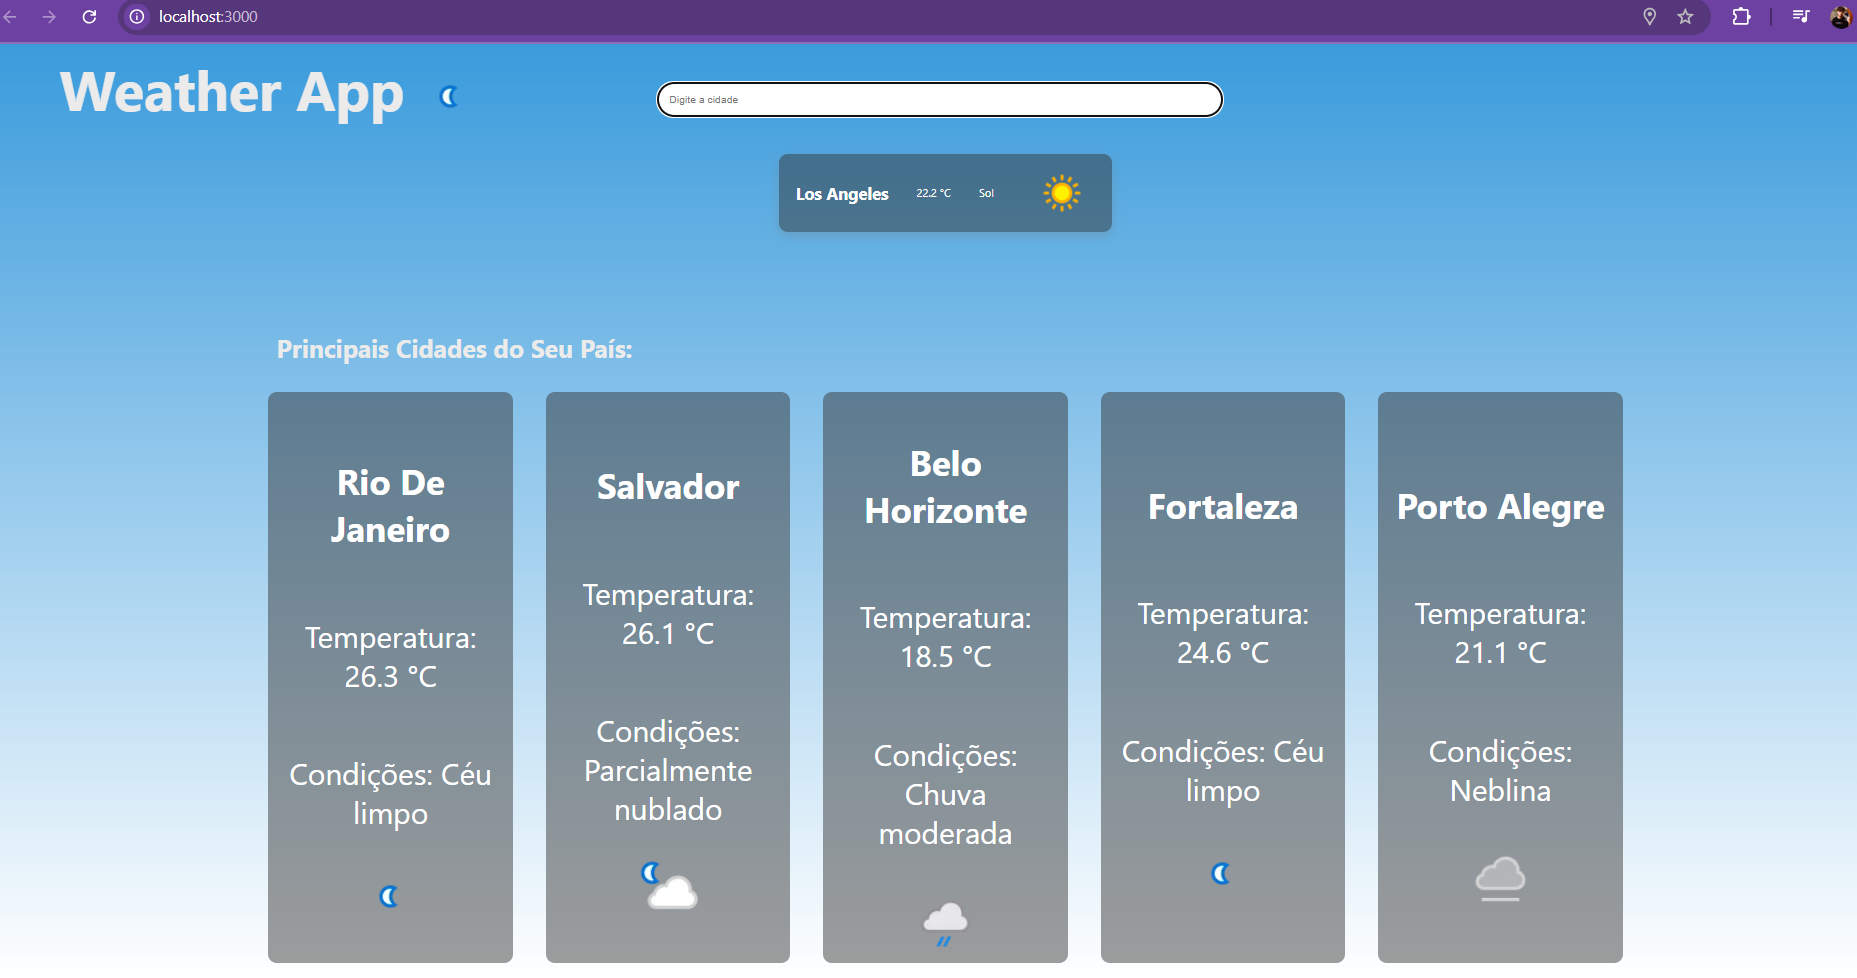 localhost:3000
Weather App
Digite a cidade
Los Angeles 22.2 °C Sol
Principais Cidades do Seu País:
Rio De
Janeiro
Temperatura:
26.3 °C
Condições: Céu
limpo
Salvador
Temperatura:
26.1 °C
Condições:
Parcialmente
nublado
Belo
Horizonte
Temperatura:
18.5 °C
Condições:
Chuva
moderada
Fortaleza
Temperatura:
24.6 °C
Condições: Céu
limpo
Porto Alegre
Temperatura:
21.1 °C
Condições:
Neblina